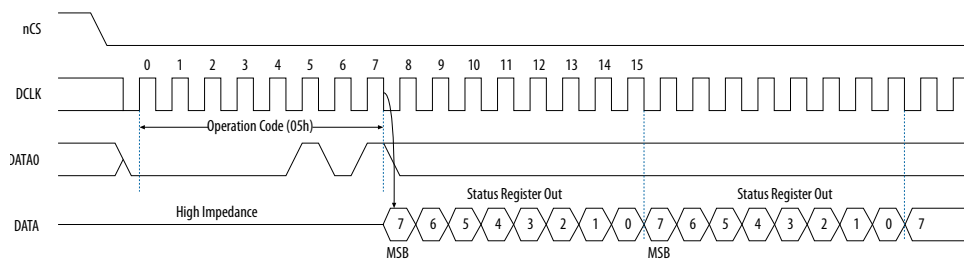 nCS
0 1 2 3 4 5 6 7 8 9 10 11 12 13 14 15
DCLK
Operation Code (05h)
DATA0
Status Register Out Status Register Out
High Impedance
DATA 7 6 5 4 3 2 1 0 7 6 5 4 3 2 1 0 7
MSB MSB